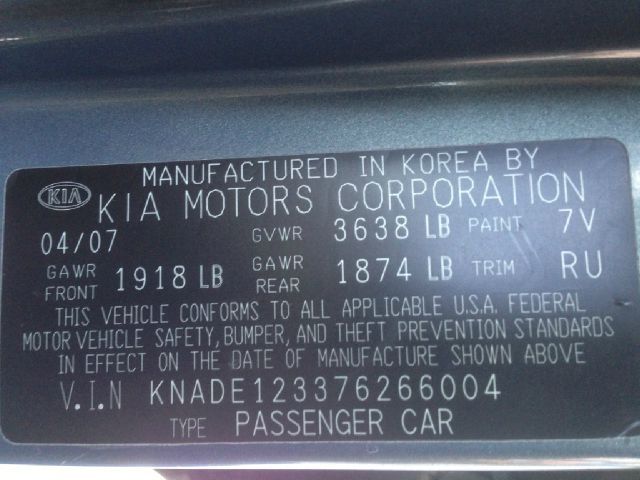 MANUFACTURED IN KOREA BY
KIA KIA MOTORS CORPORATION
04/07 GVWR 3638 LB PAINT 7V
GAWR FRONT 1918 LB GAWR REAR 1874 LB TRIM RU
THIS VEHICLE CONFORMS TO ALL APPLICABLE U.S.A. FEDERAL
MOTOR VEHICLE SAFETY, BUMPER, AND THEFT PREVENTION STANDARDS
IN EFFECT ON THE DATE OF MANUFACTURE SHOWN ABOVE
V.I.N KNADE123376266004
TYPE PASSENGER CAR